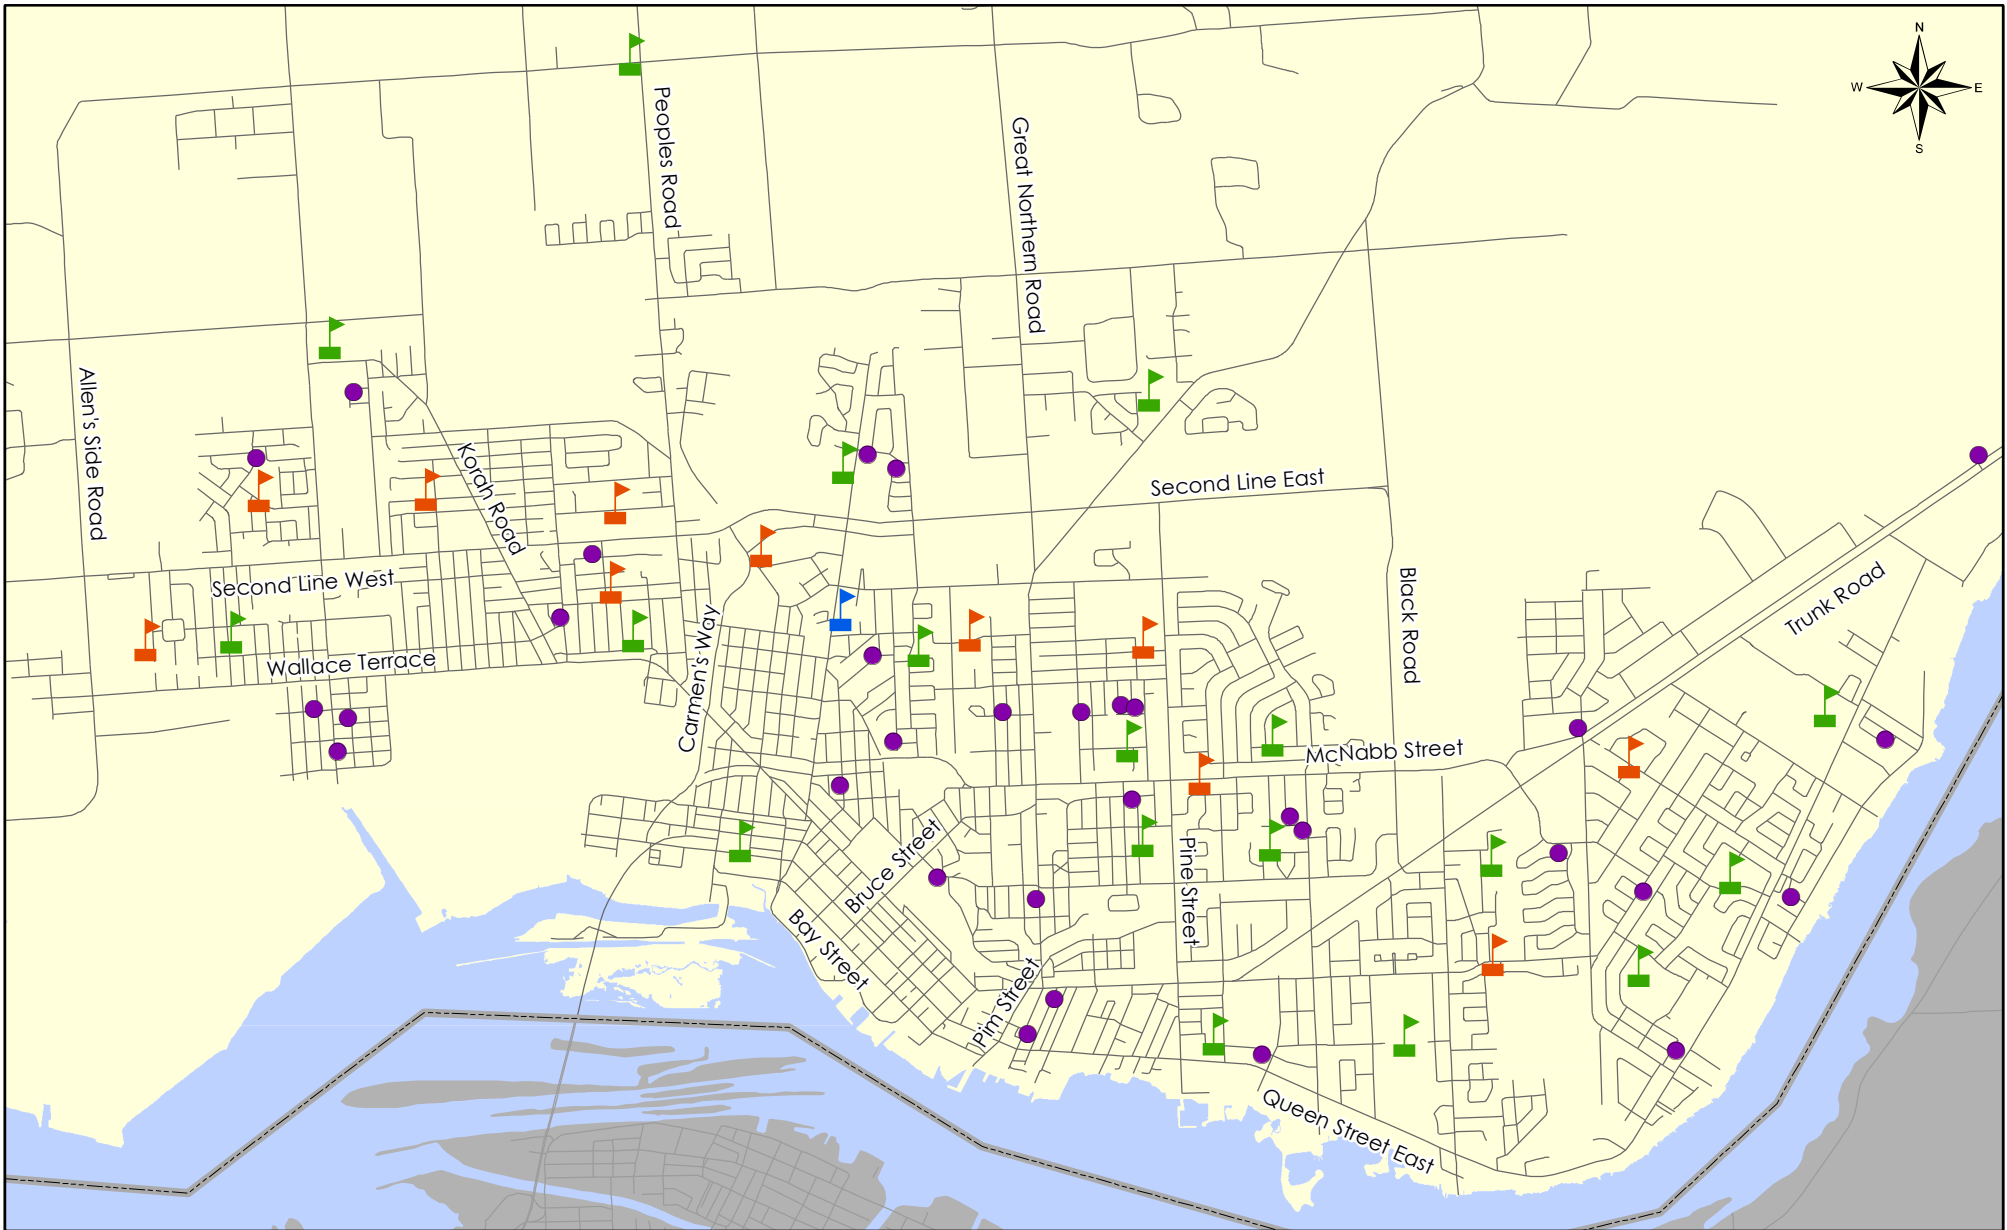 N
W
E
S
Peoples Road
Great Northern Road
Allen's Side Road
Korah Road
Second Line East
Second Line West
Black Road
Trunk Road
Carmen's Way
Wallace Terrace
McNabb Street
Bruce Street
Pine Street
Bay Street
Pim Street
Queen Street East